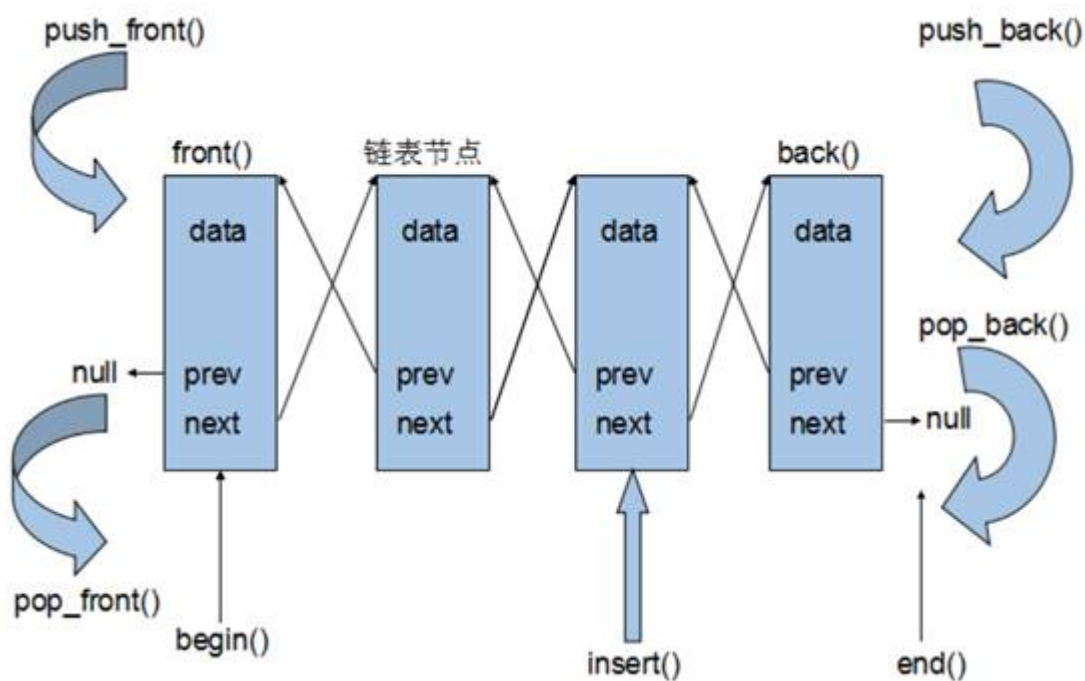 push_front()
push_back()
front()
链表节点
back()
data
data
data
data
pop_back()
null
prev
prev
prev
prev
next
next
next
next
null
pop_front()
begin()
insert()
end()